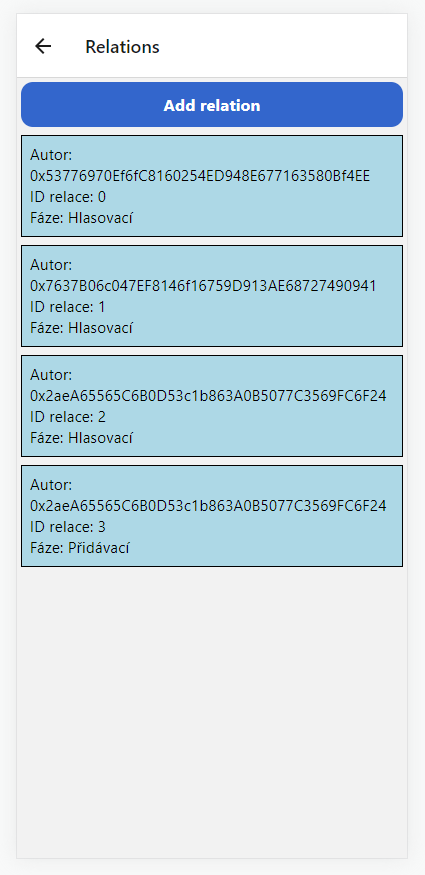 Relations
Add relation
Autor:
0x53776970Ef6fC8160254ED948E677163580Bf4EE
ID relace: 0
Fáze: Hlasovací
Autor:
0x7637B06c047EF8146f16759D913AE68727490941
ID relace: 1
Fáze: Hlasovací
Autor:
0x2aeA65565C6B0D53c1b863A0B5077C3569FC6F24
ID relace: 2
Fáze: Hlasovací
Autor:
0x2aeA65565C6B0D53c1b863A0B5077C3569FC6F24
ID relace: 3
Fáze: Přidávací